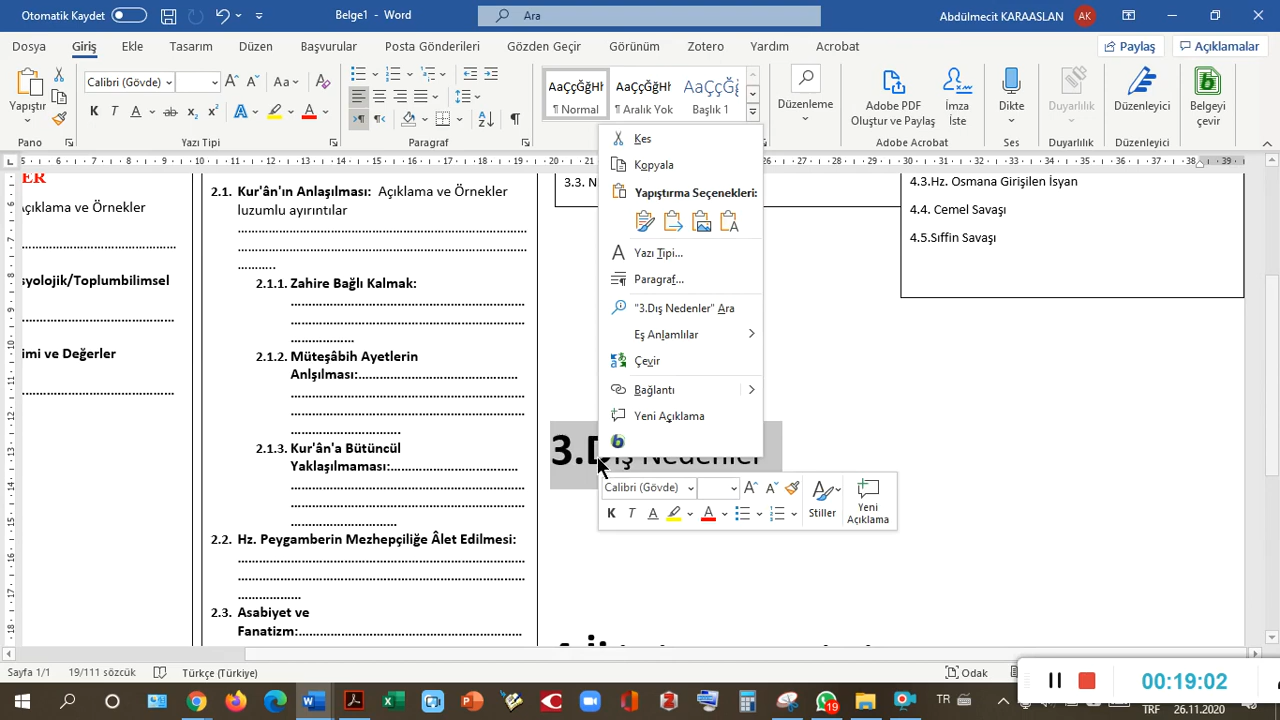 Otomatik Kaydet
Belge1 - Word
Ara
Abdülmecit KARAASLAN
AK
Dosya
Giriş
Ekle
Tasarım
Düzen
Başvurular
Posta Gönderileri
Gözden Geçir
Görünüm
Zotero
Yardım
Acrobat
Paylaş
Açıklamalar
Yapıştır
Calibri (Gövde)
AaÇçĞğHł
¶ Normal
AaÇçĞğHł
¶ Aralık Yok
AaÇçĞğ
Başlık 1
Düzenleme
Adobe PDF
Oluştur ve Paylaş
İmza
İste
Dikte
Duyarlılık
Düzenleyici
Belgeyi
çevir
Pano
Yazı Tipi
Paragraf
Adobe Acrobat
Ses
Duyarlılık
Düzenleyici
ER
Açıklama ve Örnekler
syolojik/Toplumbilimsel
imi ve Değerler
2.1. Kur'ân'ın Anlaşılması: Açıklama ve Örnekler
luzumlu ayırıntılar
2.1.1. Zahire Bağlı Kalmak:
2.1.2. Müteşâbih Ayetlerin
Anlşılması:
2.1.3. Kur'ân'a Bütüncül
Yaklaşılmaması:
2.2. Hz. Peygamberin Mezhepçiliğe Âlet Edilmesi:
2.3. Asabiyet ve
Fanatizm:
3.3. N
4.3.Hz. Osmana Girişilen İsyan
4.4. Cemel Savaşı
4.5.Sıffin Savaşı
Kes
Kopyala
Yapıştırma Seçenekleri:
Yazı Tipi...
Paragraf...
"3.Dış Nedenler" Ara
Eş Anlamlılar
Çevir
Bağlantı
Yeni Açıklama
3.Dış Nedenler
Calibri (Gövde)
K T A
Stiller
Yeni
Açıklama
Sayfa 1/1
19/111 sözcük
Türkçe (Türkiye)
Odak
00:19:02
19
TR
TRF
26.11.2020